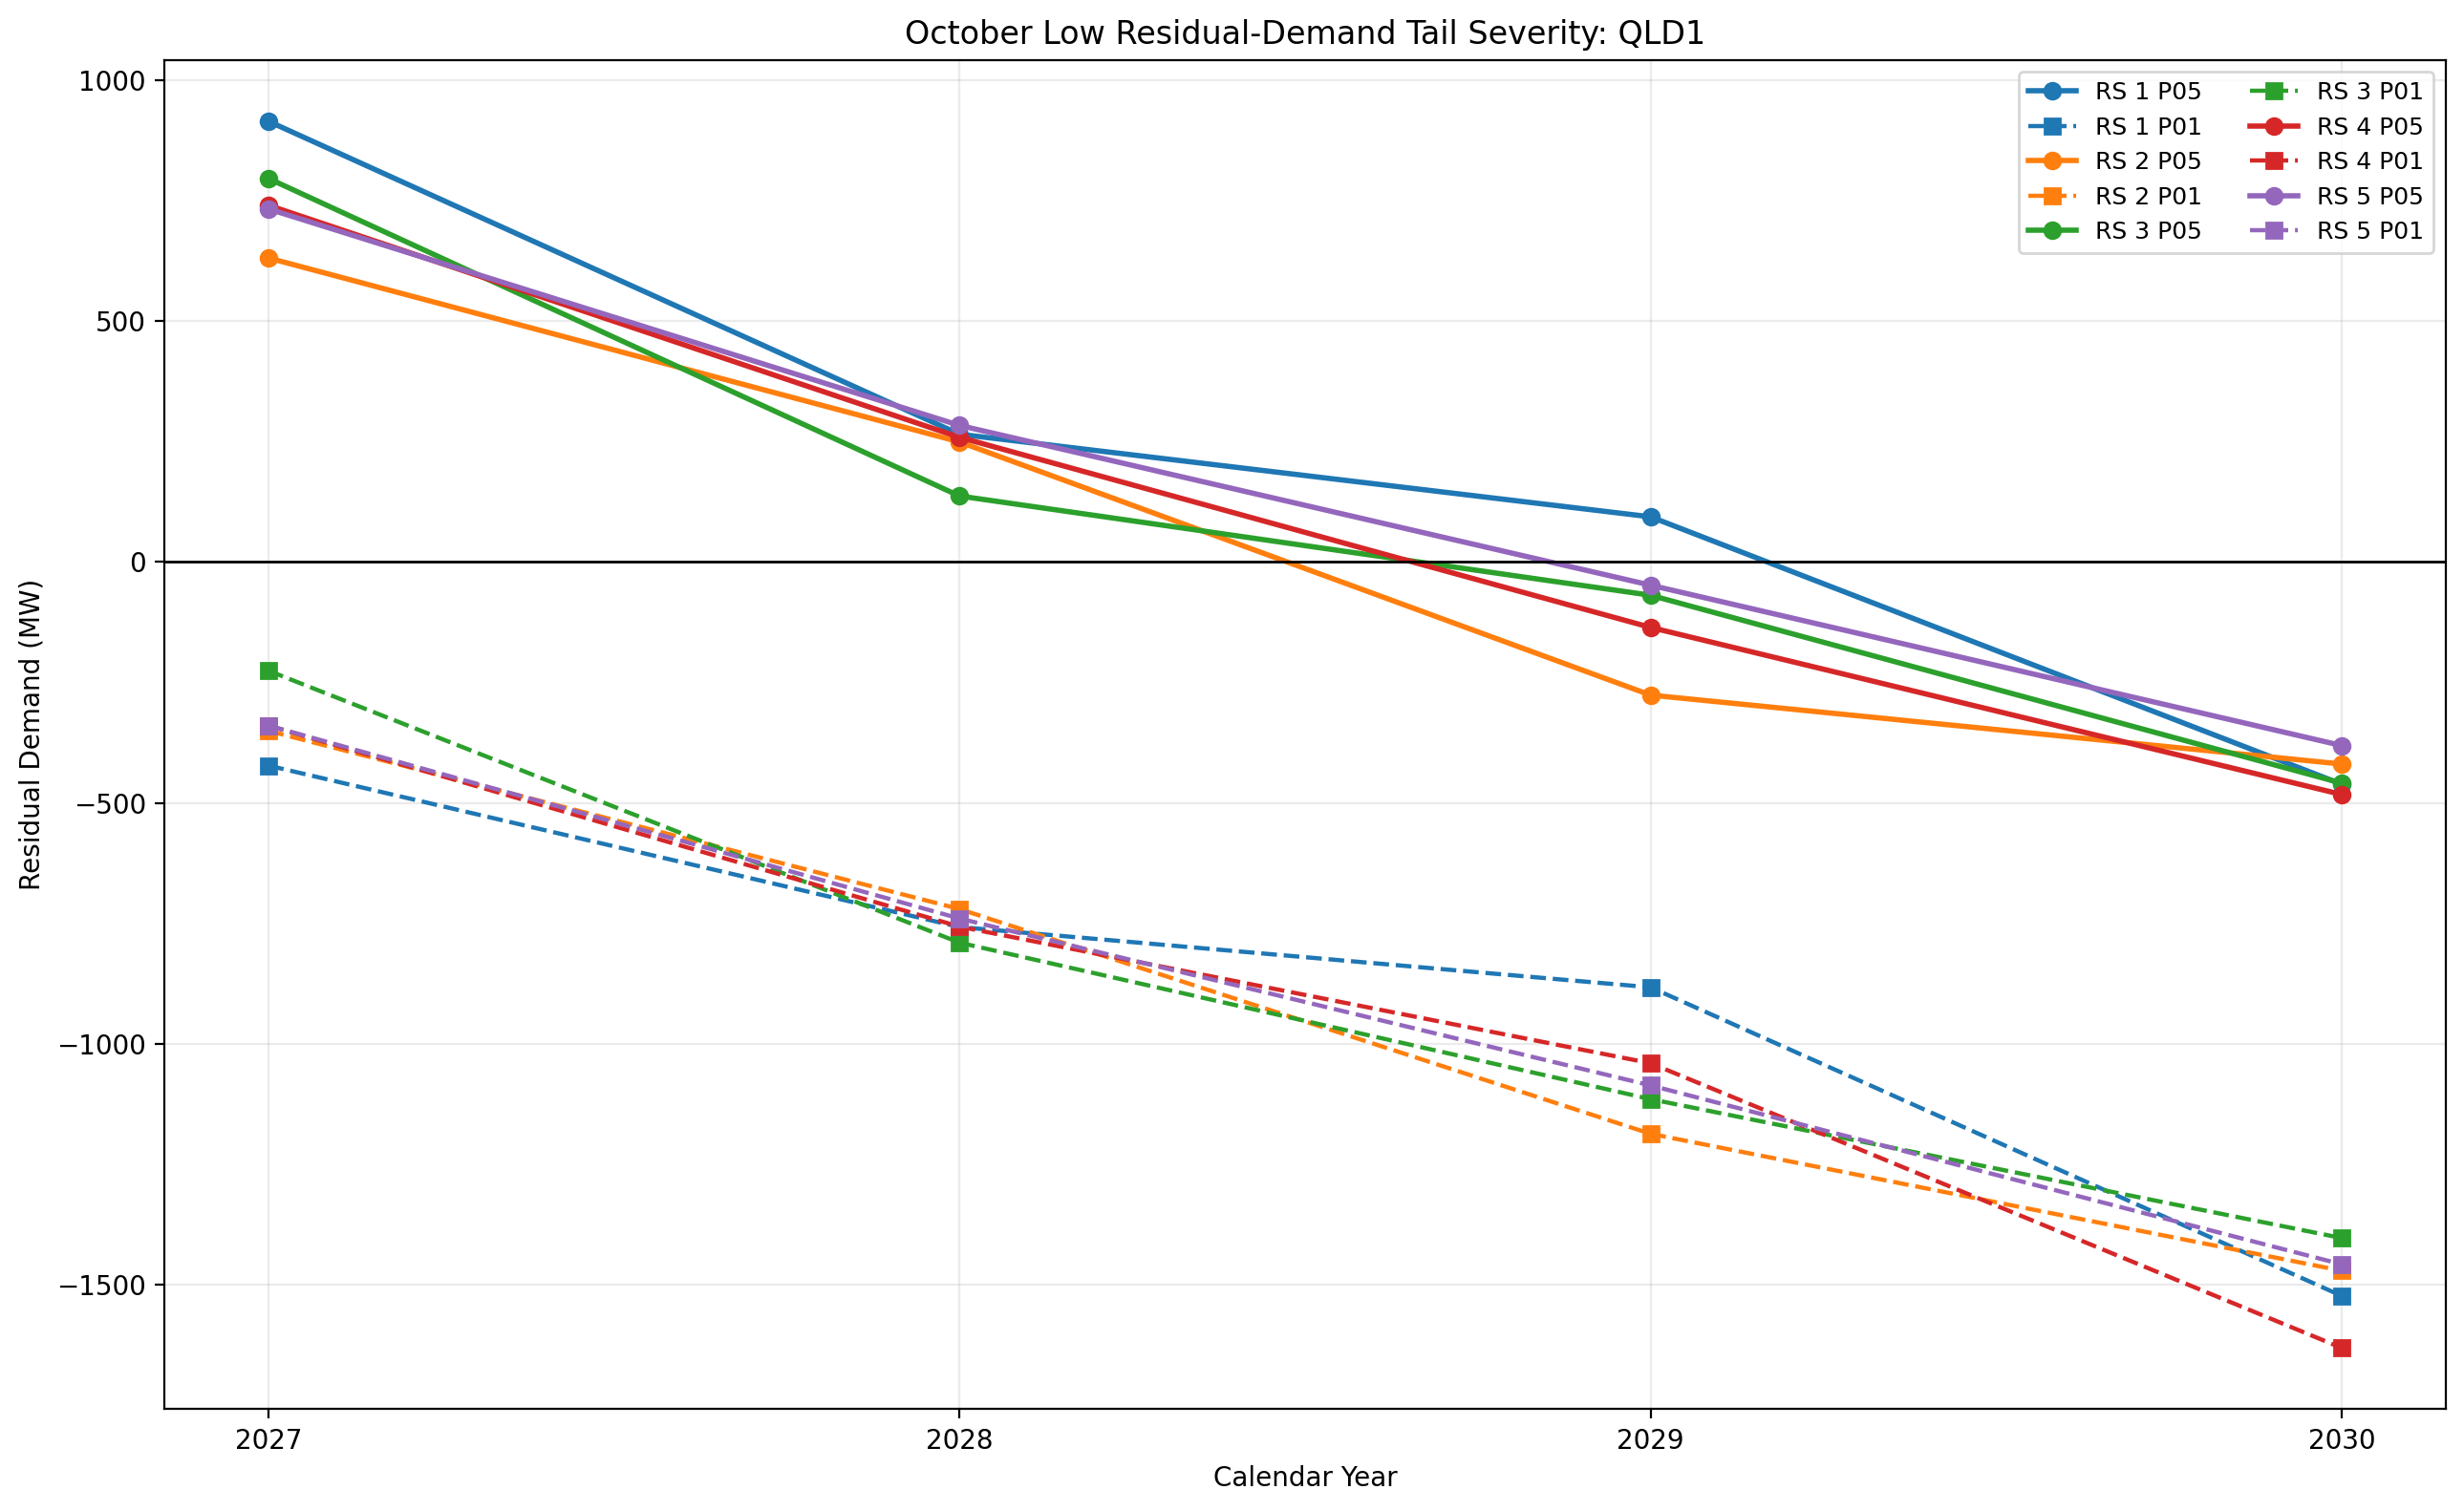 October Low Residual-Demand Tail Severity: QLD1
1000
500
0
−500
−1000
−1500
Residual Demand (MW)
RS 1 P05
RS 1 P01
RS 2 P05
RS 2 P01
RS 3 P05
RS 3 P01
RS 4 P05
RS 4 P01
RS 5 P05
RS 5 P01
2027 2028 2029 2030
Calendar Year